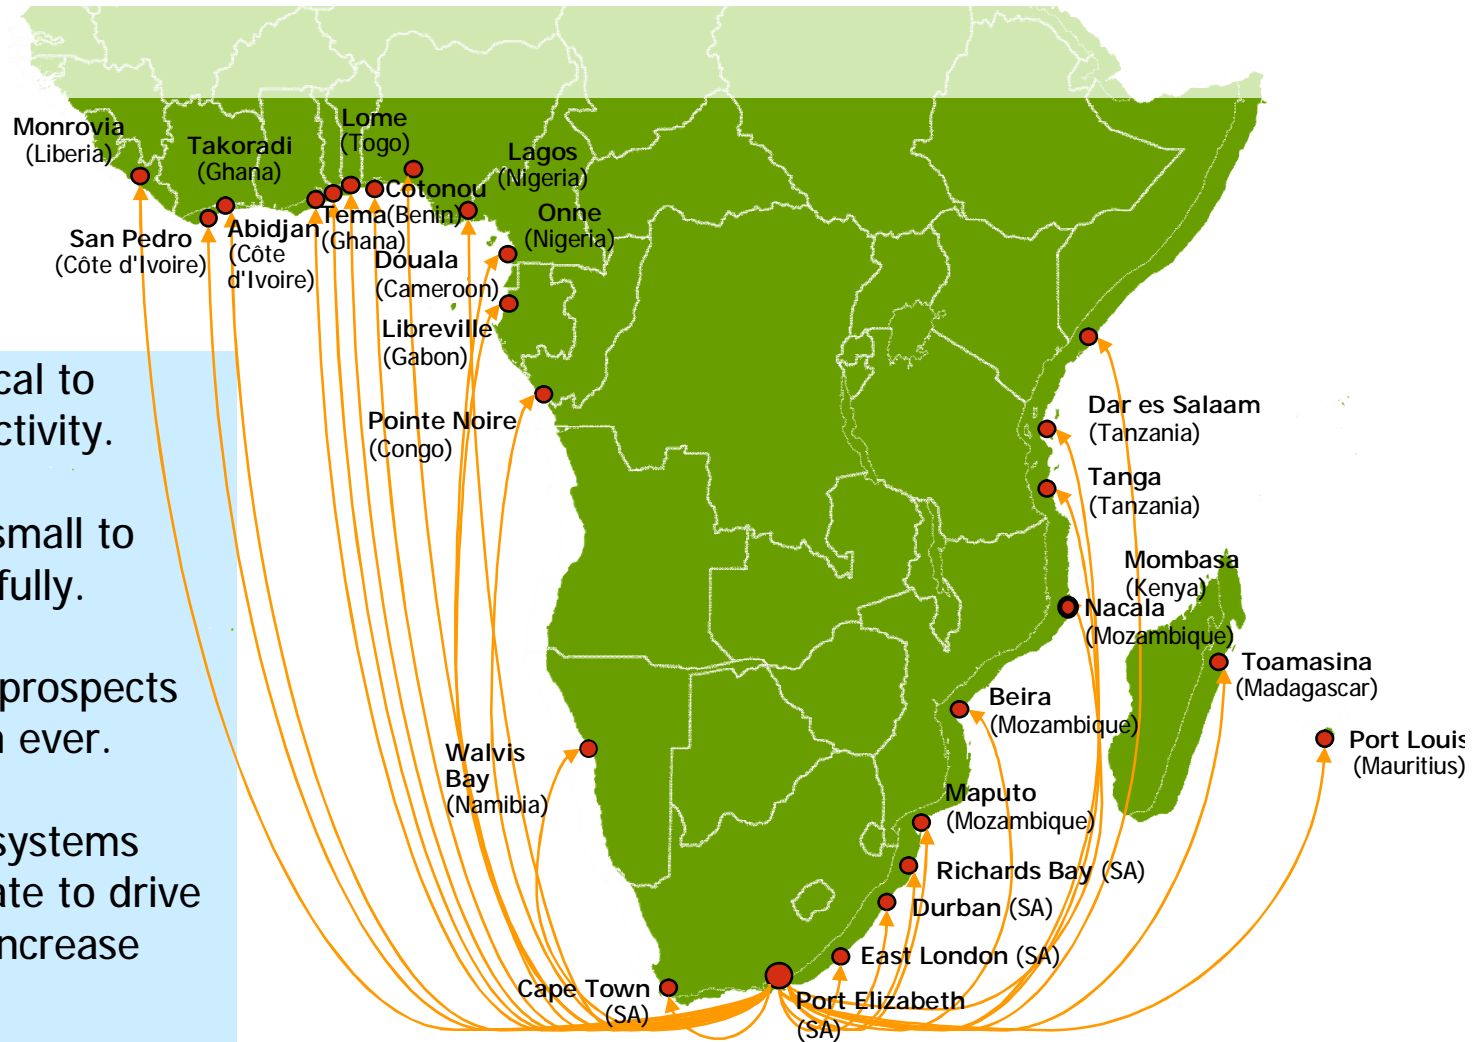 Monrovia
(Liberia)
Takoradi
(Ghana)
Lome
(Togo)
Lagos
(Nigeria)
Cotonou
(Benin)
Tema
(Ghana)
Onne
(Nigeria)
San Pedro
(Côte d'Ivoire)
Abidjan
(Côte
d'Ivoire)
Douala
(Cameroon)
Libreville
(Gabon)
Pointe Noire
(Congo)
cal to
ctivity.
small to
fully.
prospects
n ever.
systems
ate to drive
increase
Dar es Salaam
(Tanzania)
Tanga
(Tanzania)
Mombasa
(Kenya)
Nacala
(Mozambique)
Toamasina
(Madagascar)
Beira
(Mozambique)
Port Louis
(Mauritius)
Walvis
Bay
(Namibia)
Maputo
(Mozambique)
Richards Bay (SA)
Durban (SA)
East London (SA)
Cape Town
(SA)
Port Elizabeth
(SA)